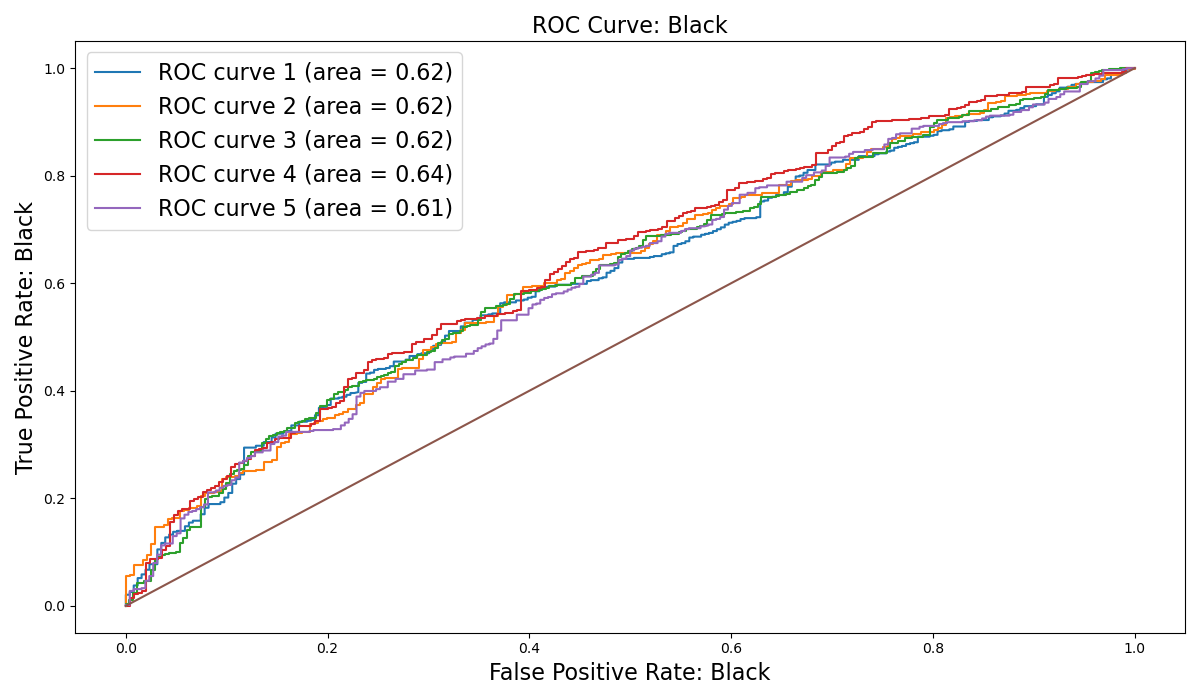 ROC Curve: Black
ROC curve 1 (area = 0.62)
ROC curve 2 (area = 0.62)
ROC curve 3 (area = 0.62)
ROC curve 4 (area = 0.64)
ROC curve 5 (area = 0.61)
True Positive Rate: Black
1.0
0.8
0.6
0.4
0.2
0.0
0.0 0.2 0.4 0.6 0.8 1.0
False Positive Rate: Black